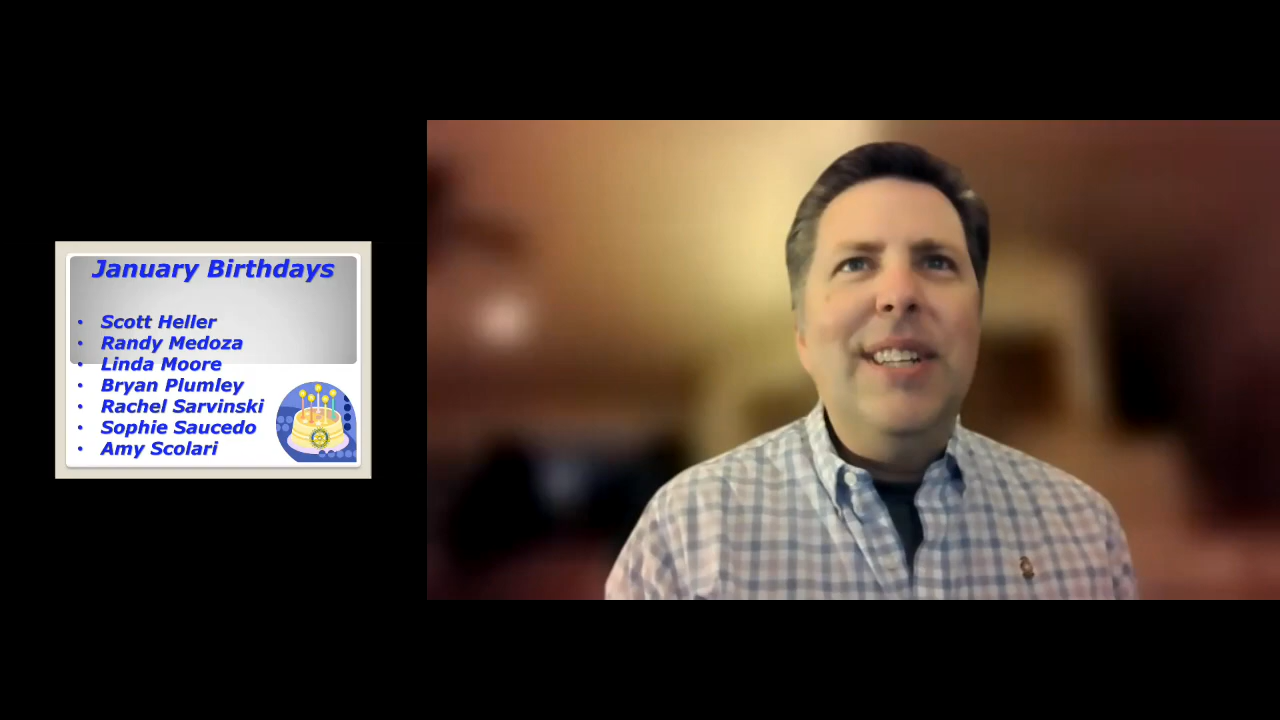 January Birthdays
• Scott Heller
• Randy Medoza
• Linda Moore
• Bryan Plumley
• Rachel Sarvinski
• Sophie Saucedo
• Amy Scolari